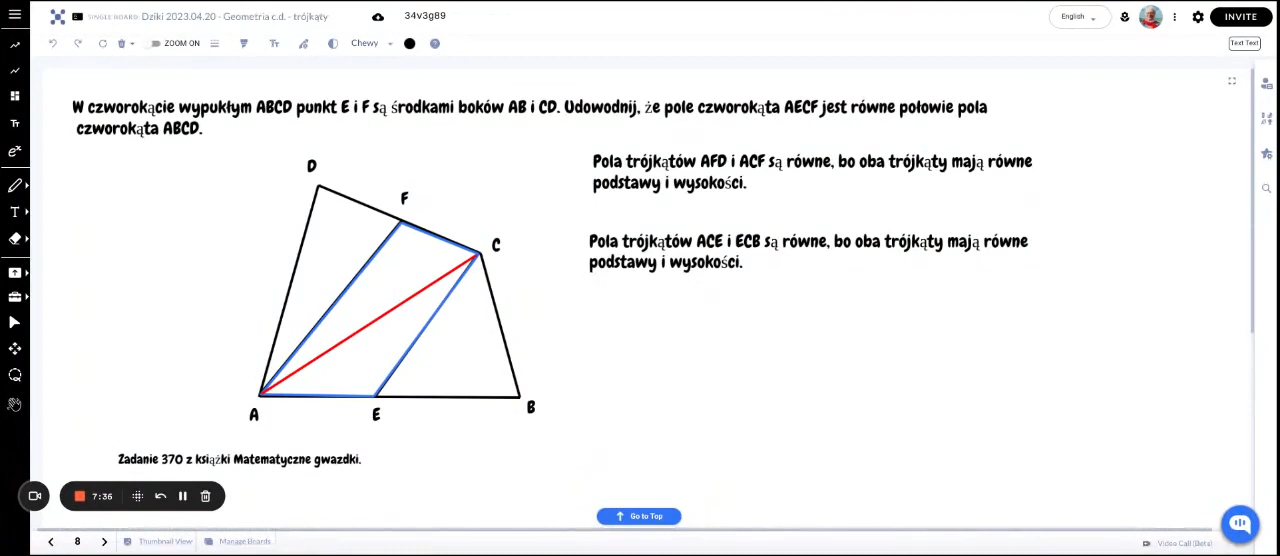 SINGLE BOARD: Dziki 2023.04.20 - Geometria c.d. - trójkąty
34v3g89
English
INVITE
ZOOM ON
Tт
Chewy
Text Text
W czworokącie wypukłym ABCD punkt E i F są środkami boków AB i CD. Udowodnij, że pole czworokąta AECF jest równe połowie pola
czworokąta ABCD.
Pola trójkątów AFD i ACF są równe, bo oba trójkąty mają równe
podstawy i wysokości.
Pola trójkątów ACE i ECB są równe, bo oba trójkąty mają równe
podstawy i wysokości.
D
F
C
A
E
B
Zadanie 370 z książki Matematyczne gwazdki.
7:36
Go to Top
8
Thumbnail View
Manage Boards
Video Call(Beta)